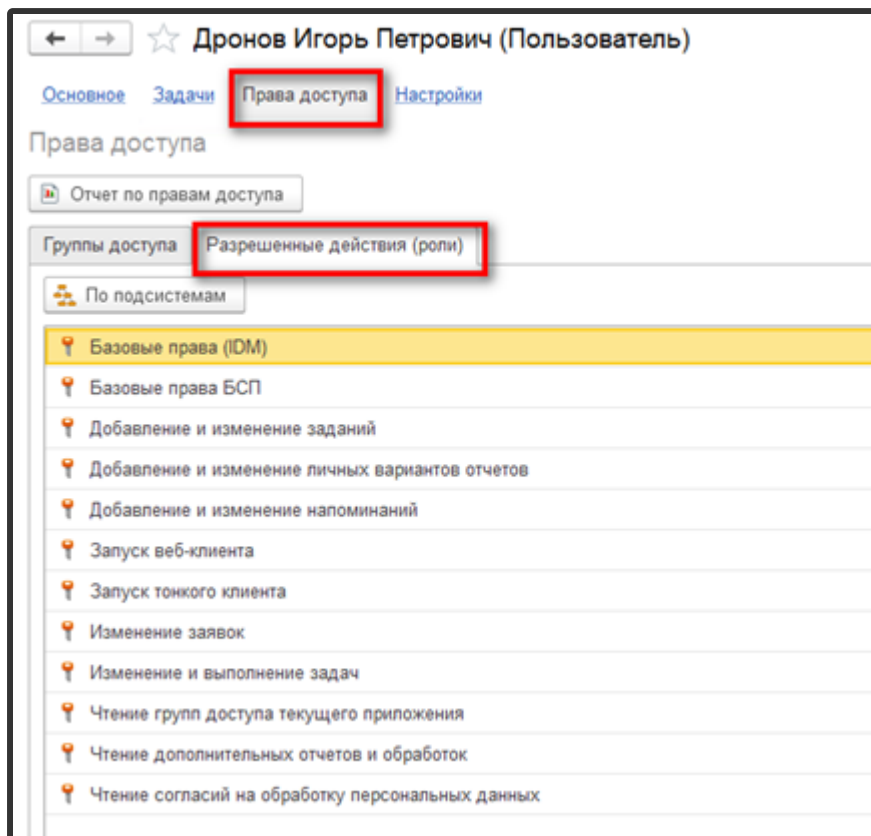 Дронов Игорь Петрович (Пользователь)
Основное Задачи Права доступа Настройки
Права доступа
Отчет по правам доступа
Группы доступа Разрешенные действия (роли)
По подсистемам
Базовые права (IDM)
Базовые права БСП
Добавление и изменение заданий
Добавление и изменение личных вариантов отчетов
Добавление и изменение напоминаний
Запуск веб-клиента
Запуск тонкого клиента
Изменение заявок
Изменение и выполнение задач
Чтение групп доступа текущего приложения
Чтение дополнительных отчетов и обработок
Чтение согласий на обработку персональных данных